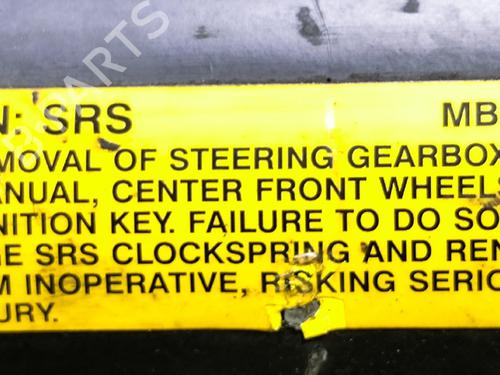 N: SRS MB
MOVAL OF STEERING GEARBOX
ANUAL, CENTER FRONT WHEELS
NITION KEY. FAILURE TO DO SO
GE SRS CLOCKSPRING AND REN
M INOPERATIVE, RISKING SERIO
URY.